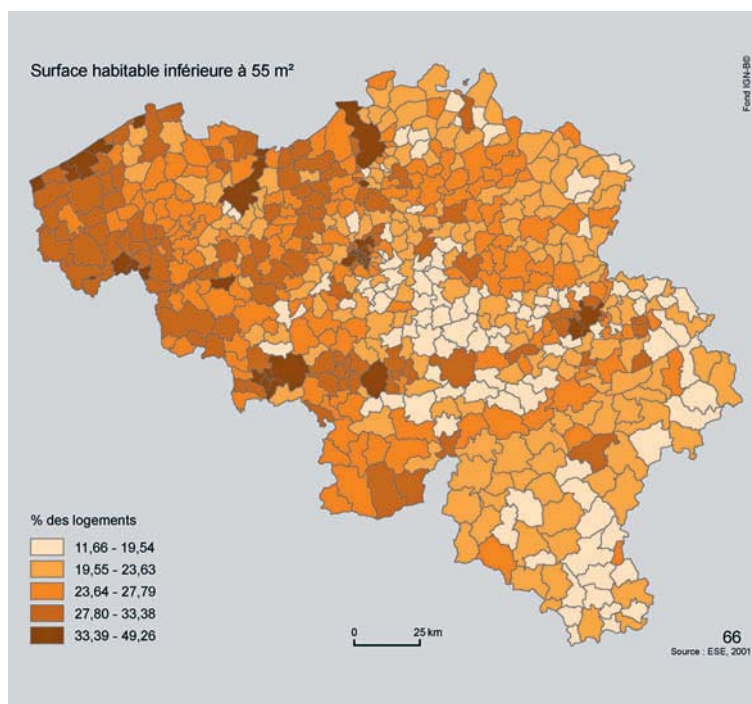 Surface habitable inférieure à 55 m²
Fond IGN-B©
% des logements
11,66 - 19,54
19,55 - 23,63
23,64 - 27,79
27,80 - 33,38
33,39 - 49,26
0 25 km
66
Source : ESE, 2001